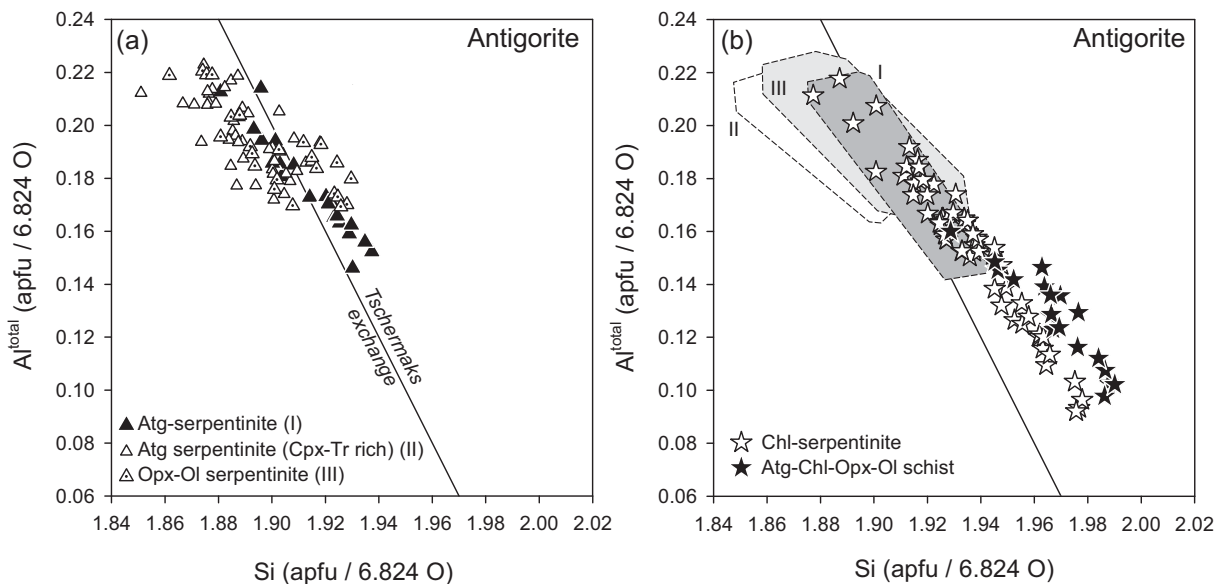 (a)
Antigorite
0.24
0.22
0.20
0.18
0.16
0.14
0.12
0.10
0.08
0.06
Al^total (apfu / 6.824 O)
Tschermaks
exchange
Atg-serpentinite (I)
Atg serpentinite (Cpx-Tr rich) (II)
Opx-Ol serpentinite (III)
1.84 1.86 1.88 1.90 1.92 1.94 1.96 1.98 2.00 2.02
Si (apfu / 6.824 O)
(b)
Antigorite
I
III
II
0.24
0.22
0.20
0.18
0.16
0.14
0.12
0.10
0.08
0.06
Al^total (apfu / 6.824 O)
Chl-serpentinite
Atg-Chl-Opx-Ol schist
1.84 1.86 1.88 1.90 1.92 1.94 1.96 1.98 2.00 2.02
Si (apfu / 6.824 O)